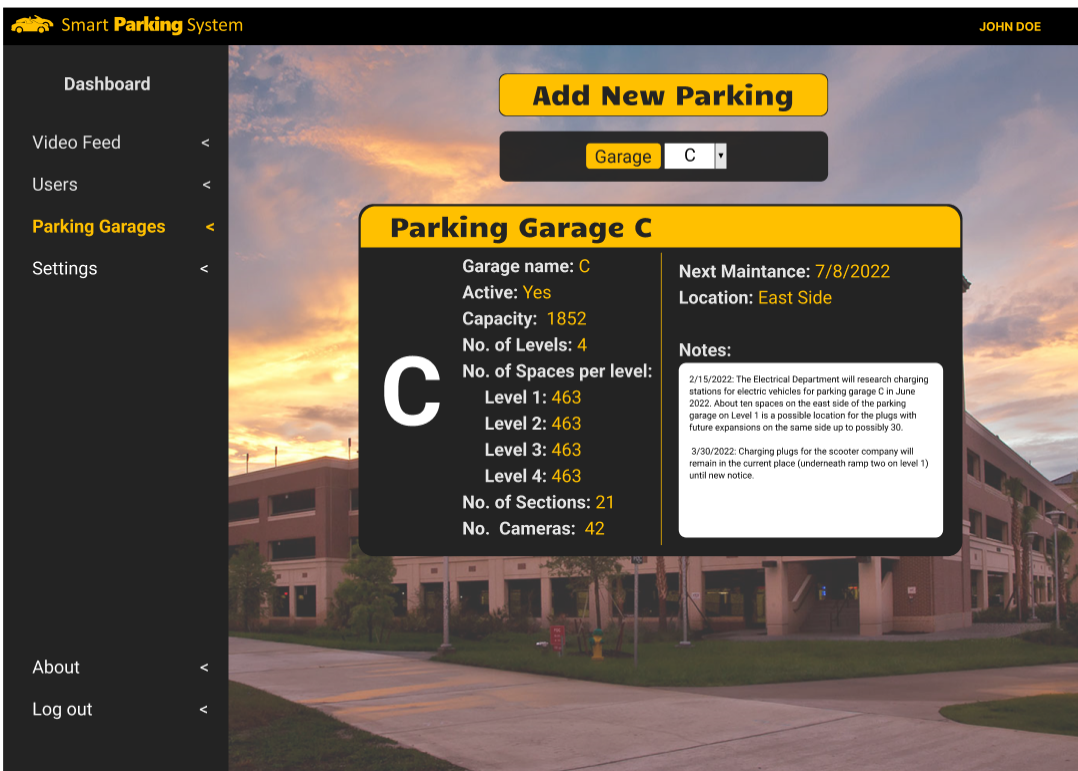 Smart Parking System
JOHN DOE
Dashboard
Video Feed <
Users <
Parking Garages <
Settings <
About <
Log out <
Add New Parking
Garage C
Parking Garage C
C
Garage name: C
Active: Yes
Capacity: 1852
No. of Levels: 4
No. of Spaces per level:
Level 1: 463
Level 2: 463
Level 3: 463
Level 4: 463
No. of Sections: 21
No. Cameras: 42
Next Maintance: 7/8/2022
Location: East Side
Notes:
2/15/2022: The Electrical Department will research charging
stations for electric vehicles for parking garage C in June
2022. About ten spaces on the east side of the parking
garage on Level 1 is a possible location for the plugs with
future expansions on the same side up to possibly 30.
3/30/2022: Charging plugs for the scooter company will
remain in the current place (underneath ramp two on level 1)
until new notice.